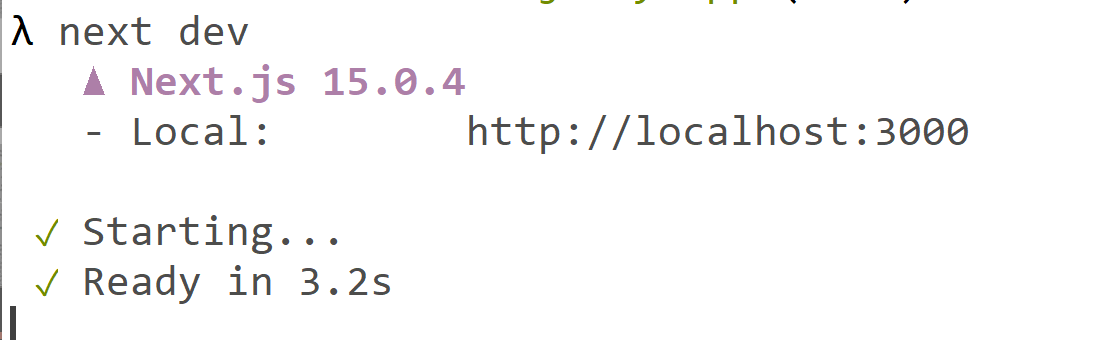 λ next dev
▲ Next.js 15.0.4
- Local: http://localhost:3000
✓ Starting...
✓ Ready in 3.2s